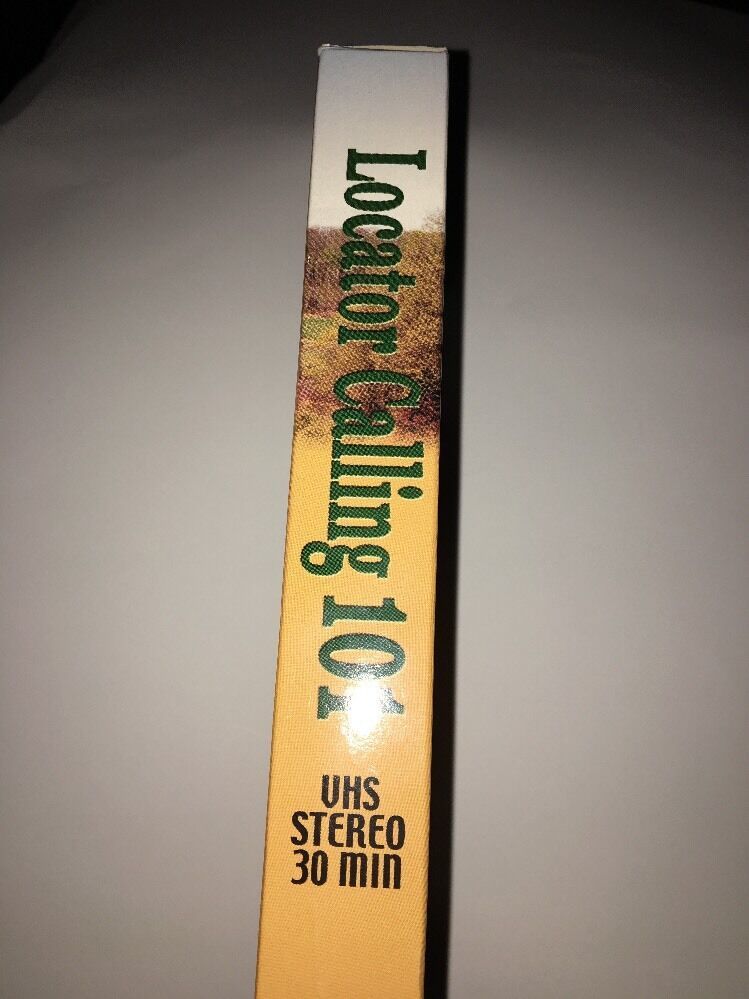 Locator Calling 101
VHS
STEREO
30 min